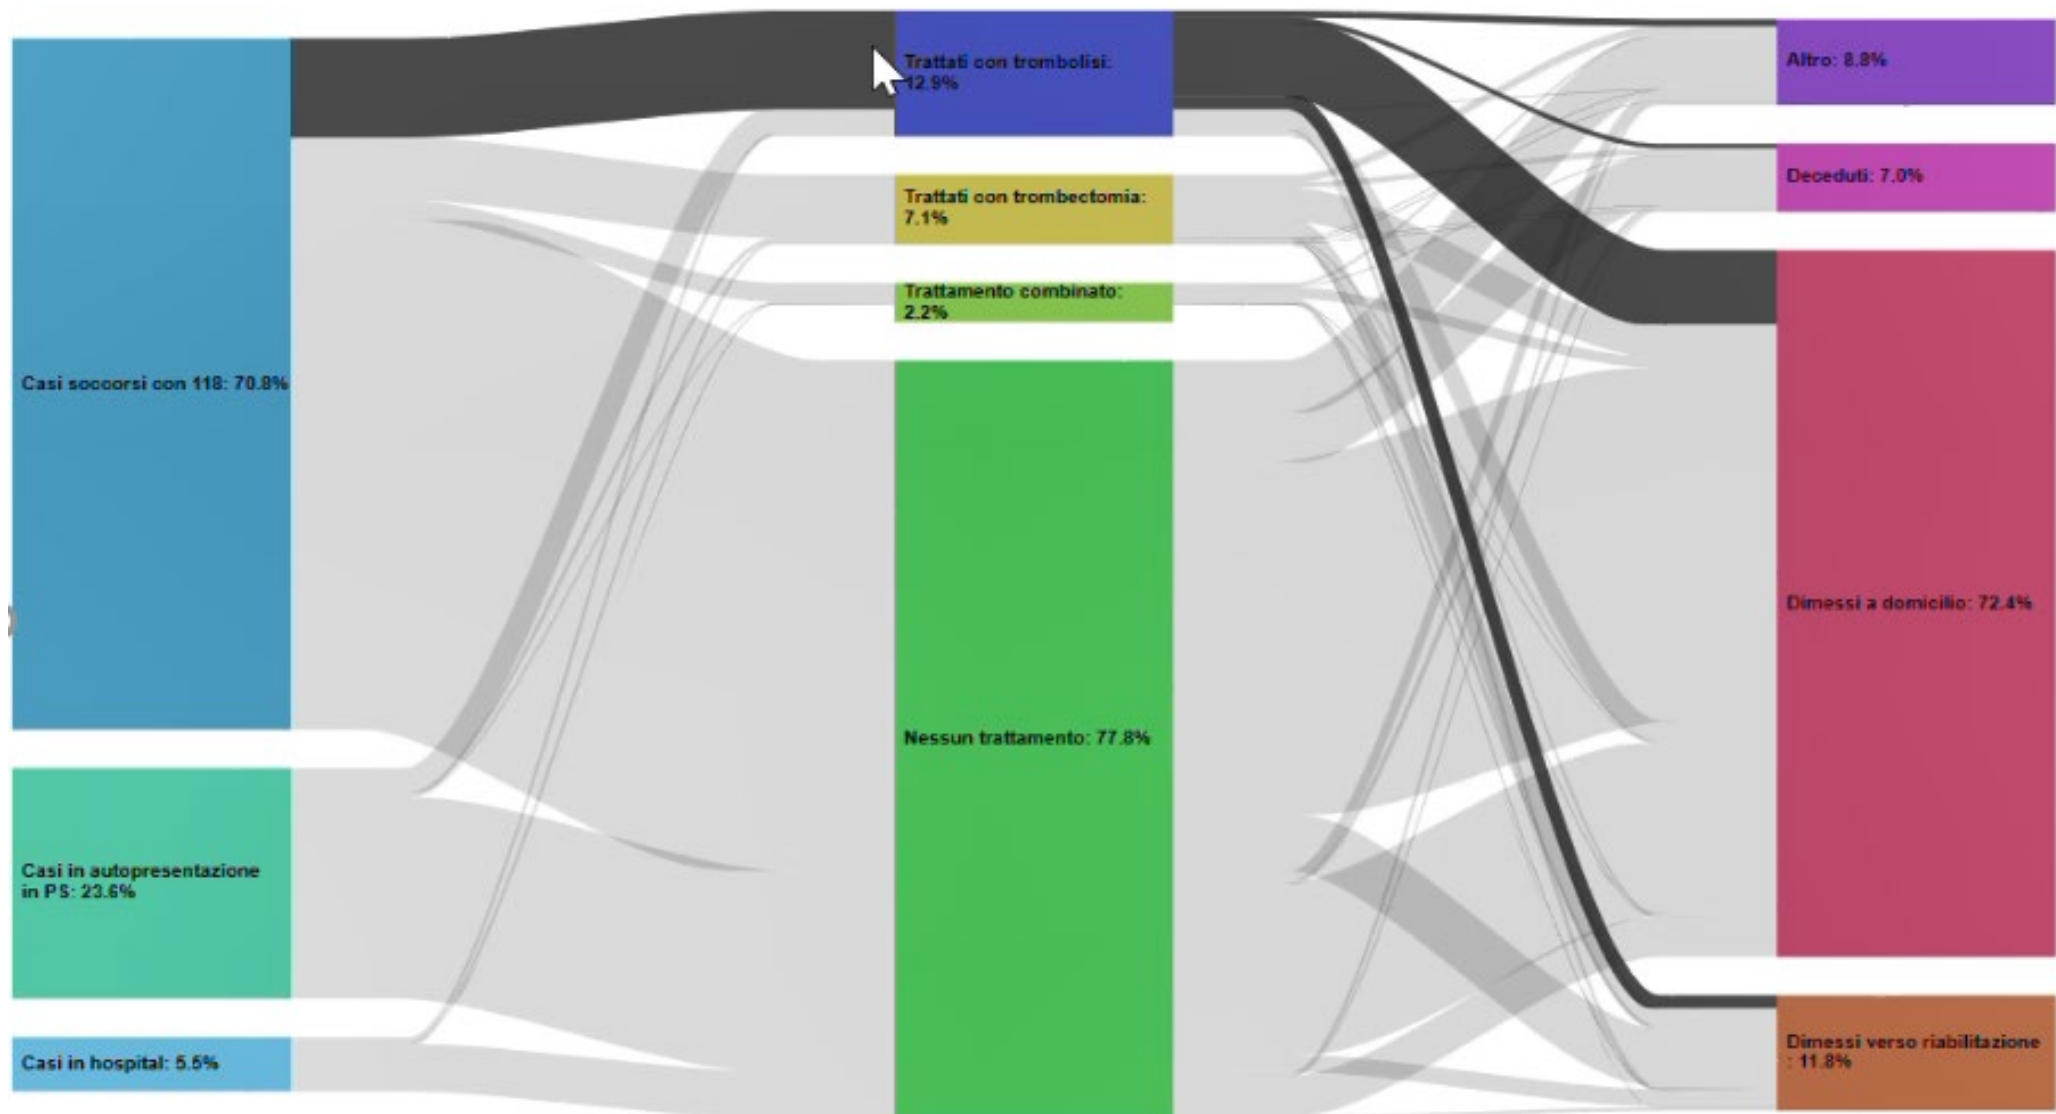 Casi soccorsi con 118: 70.8%
Casi in autopresentazione
in PS: 23.6%
Casi in hospital: 5.5%
Trattati con trombolisi:
12.9%
Trattati con trombectomia:
7.1%
Trattamento combinato:
2.2%
Nessun trattamento: 77.8%
Altro: 8.8%
Deceduti: 7.0%
Dimessi a domicilio: 72.4%
Dimessi verso riabilitazione
: 11.8%